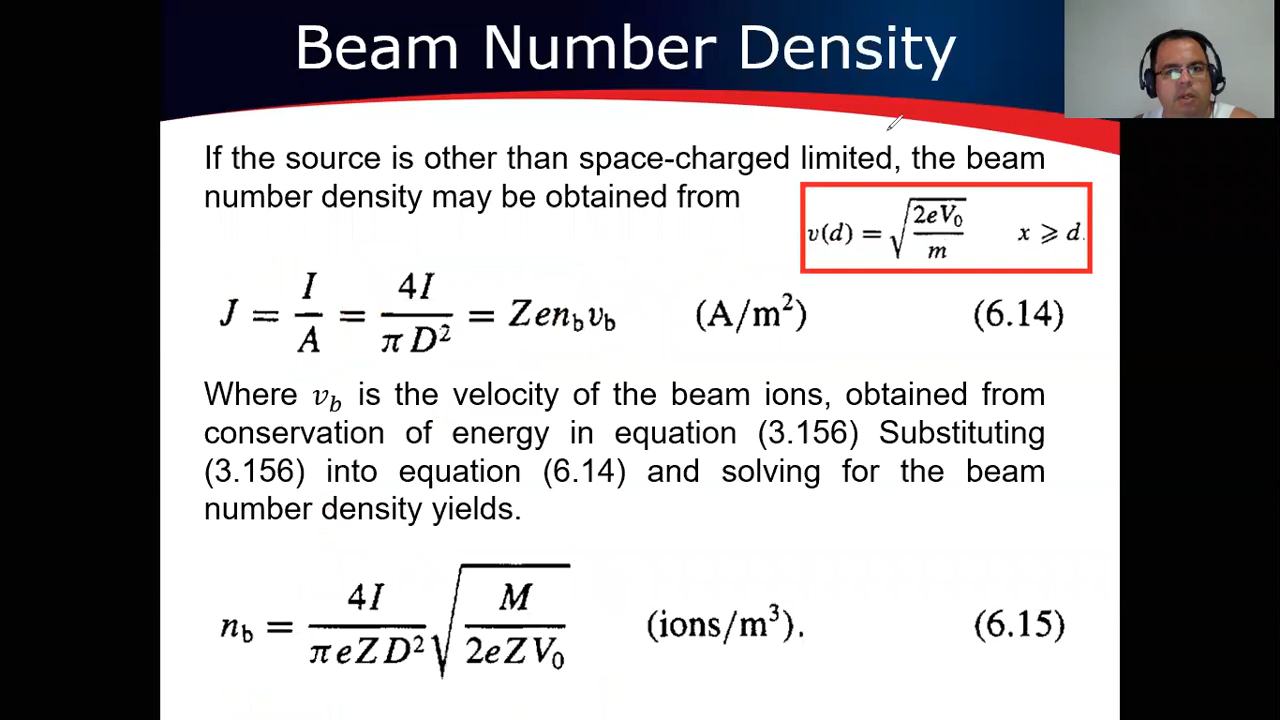 Beam Number Density
If the source is other than space-charged limited, the beam
number density may be obtained from
v(d) = √(2eV₀/m) x ⩾ d.
J = I/A = 4I/πD² = Zen_b v_b (A/m²) (6.14)
Where v_b is the velocity of the beam ions, obtained from
conservation of energy in equation (3.156) Substituting
(3.156) into equation (6.14) and solving for the beam
number density yields.
n_b = 4I/πeZD² √(M/2eZV₀) (ions/m³). (6.15)